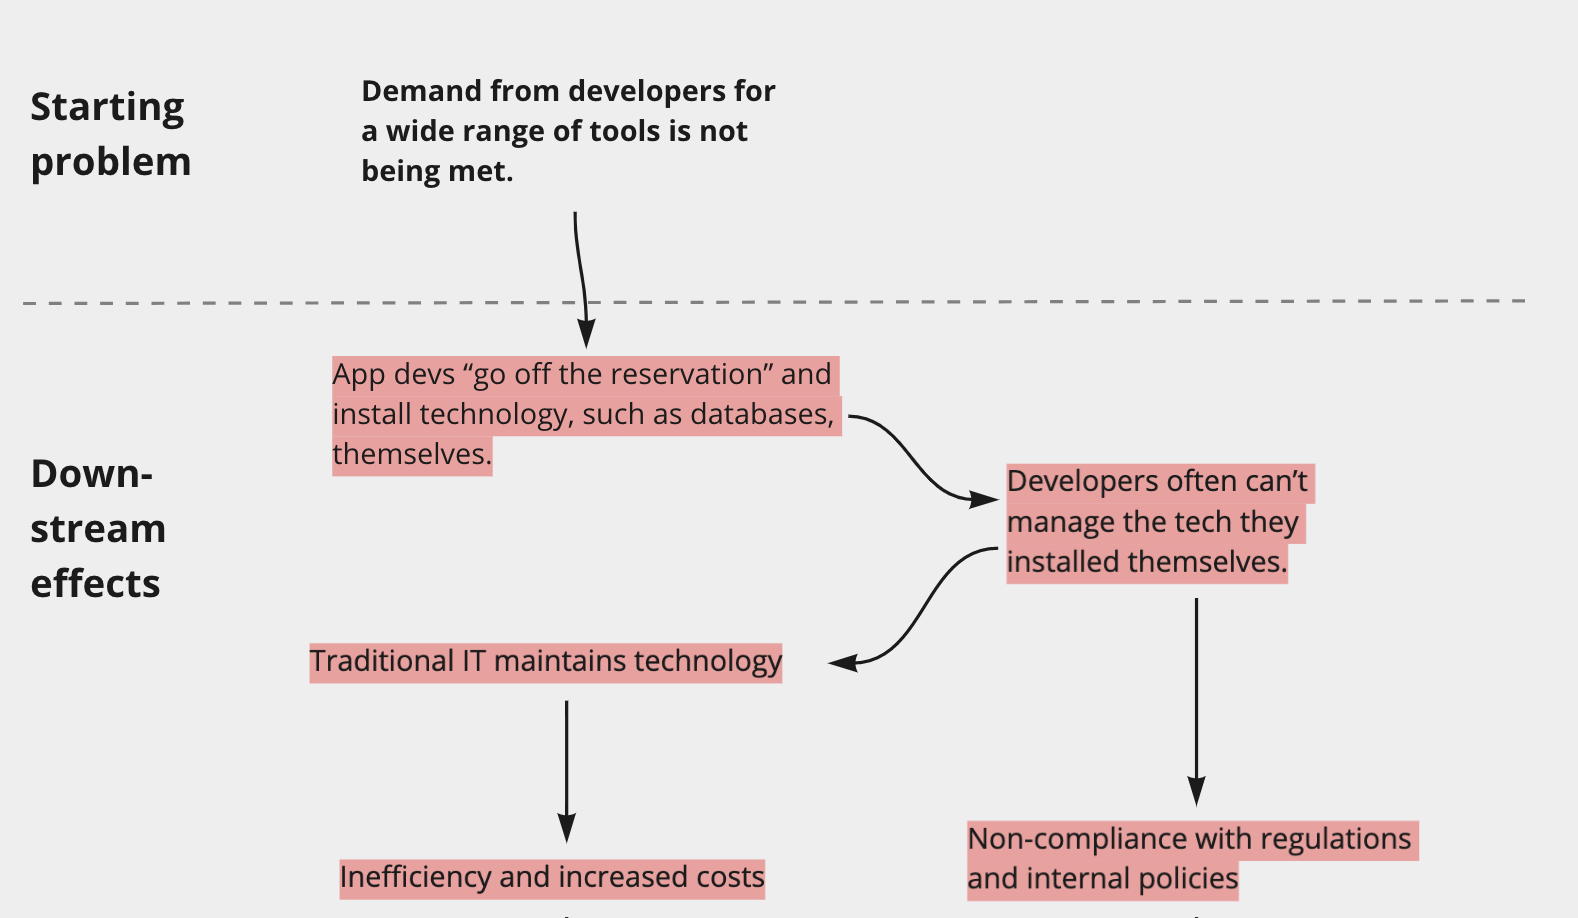 Starting
problem
Demand from developers for
a wide range of tools is not
being met.
App devs “go off the reservation” and
install technology, such as databases,
themselves.
Down-
stream
effects
Developers often can’t
manage the tech they
installed themselves.
Traditional IT maintains technology
Inefficiency and increased costs
Non-compliance with regulations
and internal policies